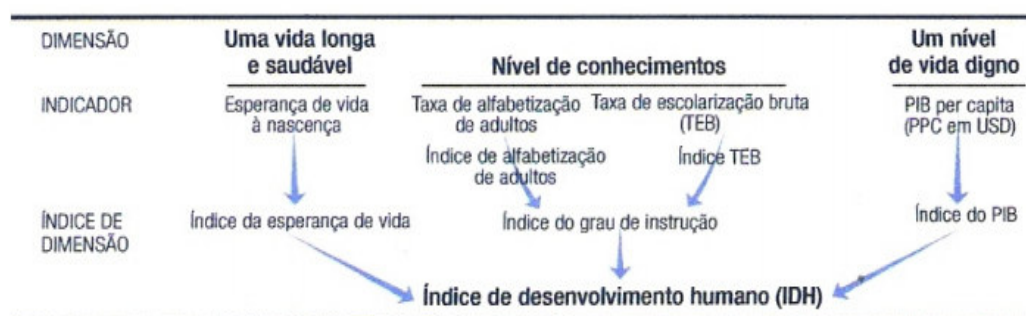 DIMENSÃO
Uma vida longa
e saudável
Nível de conhecimentos
Um nível
de vida digno
INDICADOR
Esperança de vida
à nascença
Taxa de alfabetização
de adultos
Taxa de escolarização bruta
(TEB)
PIB per capita
(PPC em USD)
Índice de alfabetização
de adultos
Índice TEB
ÍNDICE DE
DIMENSÃO
Índice da esperança de vida
Índice do grau de instrução
Índice do PIB
Índice de desenvolvimento humano (IDH)